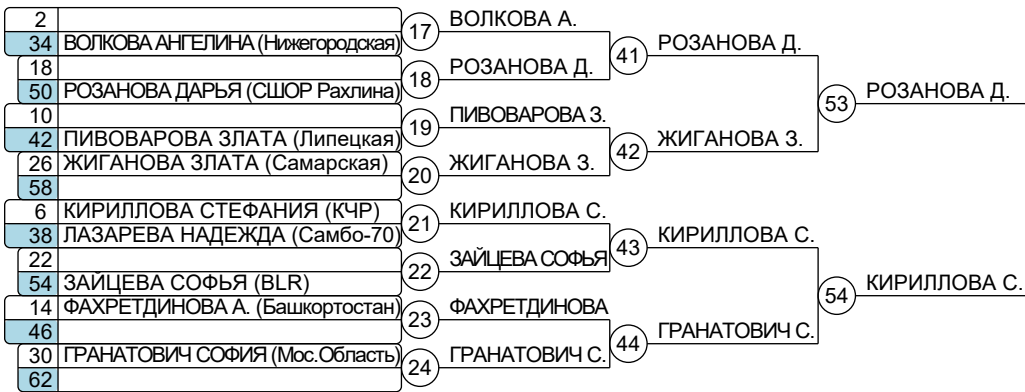 2
34 ВОЛКОВА АНГЕЛИНА (Нижегородская)
18
50 РОЗАНОВА ДАРЬЯ (СШОР Рахлина)
10
42 ПИВОВАРОВА ЗЛАТА (Липецкая)
26 ЖИГАНОВА ЗЛАТА (Самарская)
58
6 КИРИЛЛОВА СТЕФАНИЯ (КЧР)
38 ЛАЗАРЕВА НАДЕЖДА (Самбо-70)
22
54 ЗАЙЦЕВА СОФЬЯ (BLR)
14 ФАХРЕТДИНОВА А. (Башкортостан)
46
30 ГРАНАТОВИЧ СОФИЯ (Мос.Область)
62
17 ВОЛКОВА А.
18 РОЗАНОВА Д.
19 ПИВОВАРОВА З.
20 ЖИГАНОВА З.
21 КИРИЛЛОВА С.
22 ЗАЙЦЕВА СОФЬЯ
23 ФАХРЕТДИНОВА
24 ГРАНАТОВИЧ С.
41 РОЗАНОВА Д.
42 ЖИГАНОВА З.
43 КИРИЛЛОВА С.
44 ГРАНАТОВИЧ С.
53 РОЗАНОВА Д.
54 КИРИЛЛОВА С.